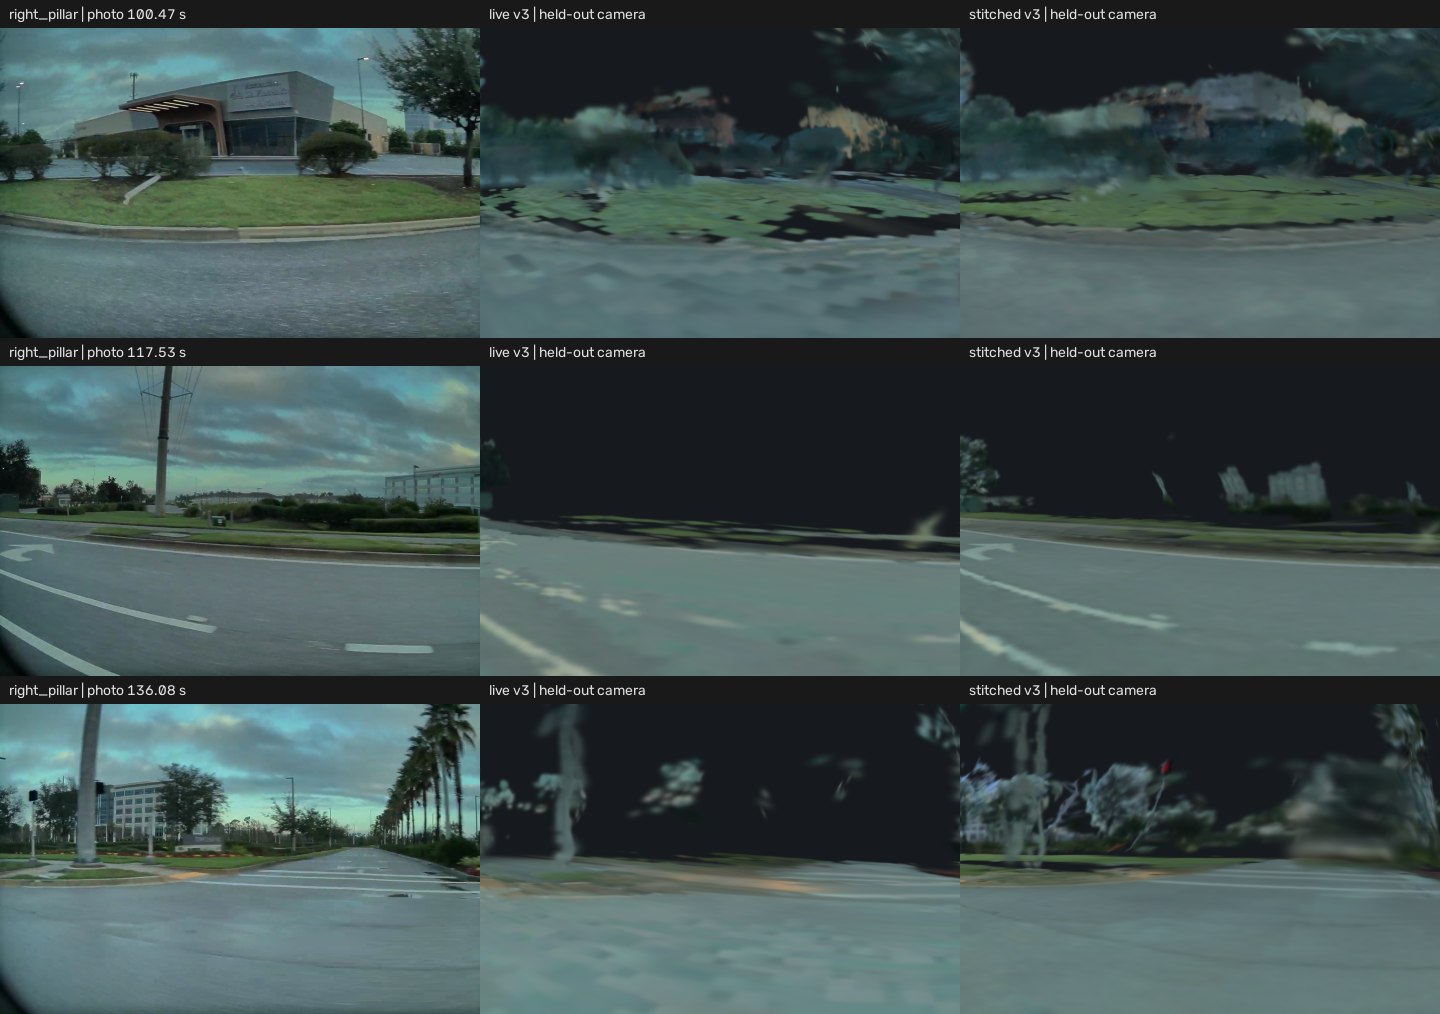 right_pillar | photo 100.47 s
live v3 | held-out camera
stitched v3 | held-out camera
right_pillar | photo 117.53 s
live v3 | held-out camera
stitched v3 | held-out camera
right_pillar | photo 136.08 s
live v3 | held-out camera
stitched v3 | held-out camera